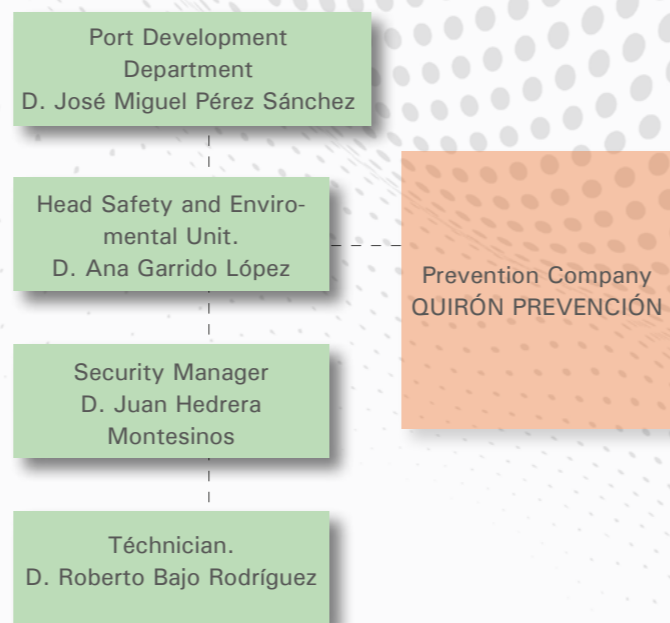 Port Development
Department
D. José Miguel Pérez Sánchez
Head Safety and Enviro-
mental Unit.
D. Ana Garrido López
Prevention Company
QUIRÓN PREVENCIÓN
Security Manager
D. Juan Hedrera
Montesinos
Téchnician.
D. Roberto Bajo Rodríguez